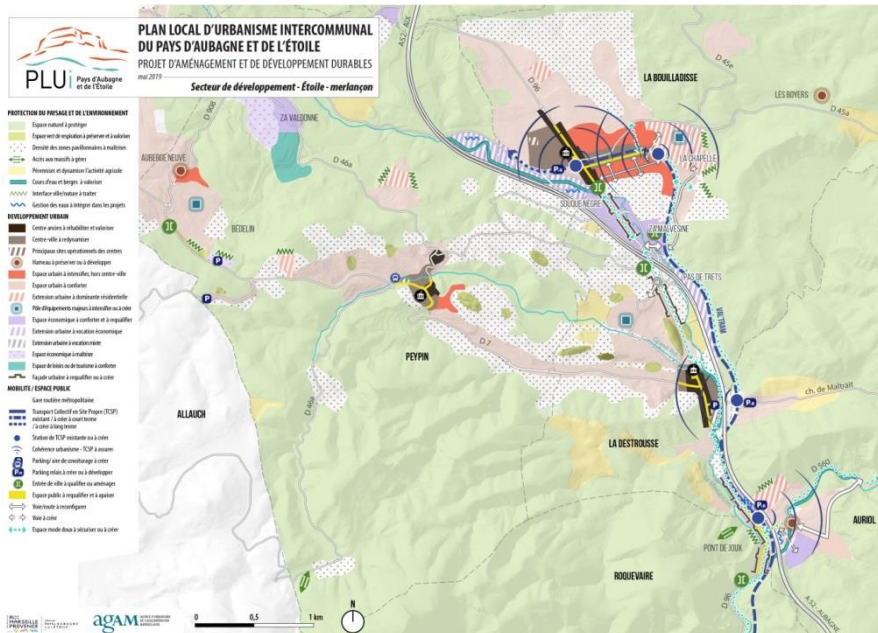 PLUi
Pays d'Aubagne
et de l'Étoile
PLAN LOCAL D'URBANISME INTERCOMMUNAL
DU PAYS D'AUBAGNE ET DE L'ÉTOILE
PROJET D'AMÉNAGEMENT ET DE DÉVELOPPEMENT DURABLES
mai 2019
Secteur de développement - Étoile - merlançon
PROTECTION DU PAYSAGE ET DE L'ENVIRONNEMENT
Espace naturel à protéger
Espace vert de respiration à préserver et à valoriser
Densité des zones pavillonnaires à maîtriser
Accès aux massifs à gérer
Pérenniser et dynamiser l'activité agricole
Cours d'eau et berges à valoriser
Interface ville/nature à traiter
Gestion des eaux à intégrer dans les projets
DEVELOPPEMENT URBAIN
Centre ancien à réhabiliter et valoriser
Centre-ville à redynamiser
Principaux sites opérationnels des centres
Hameau à préserver ou à développer
Espace urbain à intensifier, hors centre-ville
Espace urbain à conforter
Extension urbaine à dominante résidentielle
Pôle d'équipements majeurs à intensifier ou à créer
Espace économique à conforter et à requalifier
Extension urbaine à vocation économique
Extension urbaine à vocation mixte
Espace économique à maîtriser
Espace de loisirs ou de tourisme à conforter
Façade urbaine à requalifier ou à créer
MOBILITE / ESPACE PUBLIC
Gare routière métropolitaine
Transport Collectif en Site Propre (TCSP)
existant / à créer à court terme
/ à créer à long terme
Station de TCSP existante ou à créer
Cohérence urbanisme - TCSP à assurer
Parking/ aire de covoiturage à créer
Parking relais à créer ou à développer
Entrée de ville à qualifier ou aménager
Espace public à requalifier et à apaiser
Voie/route à reconfigurer
Voie à créer
Espace mode doux à sécuriser ou à créer
A52 - AIX
D 96
D 45e
LA BOUILLADISSE
LES BOYERS
D 45a
D 908
ZA VALDONNE
AUBERGE NEUVE
D 46a
LA CHAPELLE
SOUQUE NÈGRE
ZA MALVESINE
BÉDELIN
PAS DE TRETS
VAL'TRAM
PEYPIN
D 7
D 46a
ch. de Maltrait
ALLAUCH
LA DESTROUSSE
D 560
AURIOL
PONT DE JOUX
ROQUEVAIRE
D 96
A 52 - AUBAGNE
MARSEILLE
PROVENCE
agAM
0 0,5 1 km
N